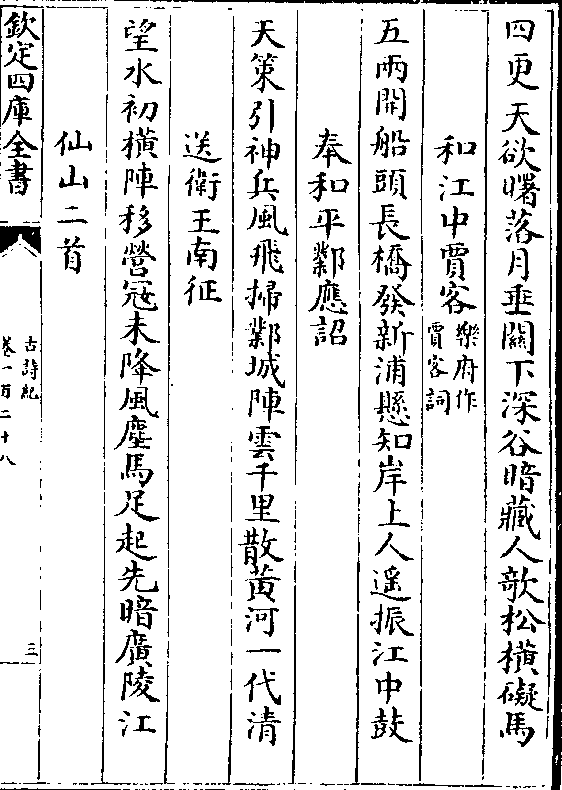 四更天欲曙落月垂關下深谷暗藏人欹松橫礙馬
和江中賈客樂府作
賈客詞
五兩開船頭長橋發新浦懸知岸上人遥振江中鼓
奉和平鄴應詔
天策引神兵風飛掃鄴城陣雲千里散黄河一代清
送衛王南征
望水初橫陣移營冦未降風塵馬足起先暗廣陵江
仙山二首
欽定四庫全書
古詩紀
卷一百二十八
三